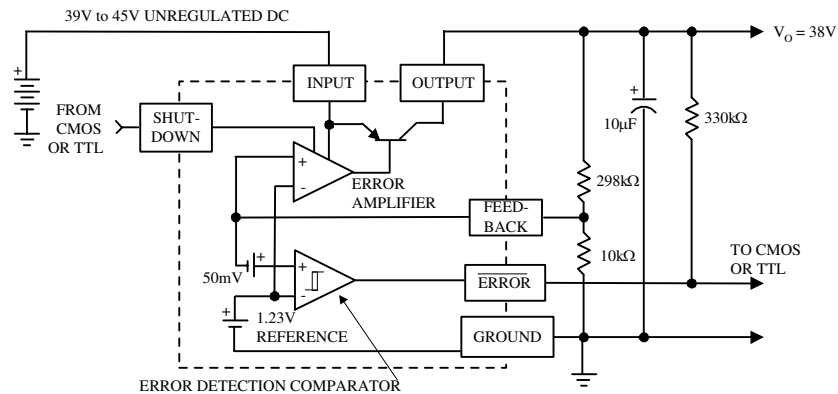 39V to 45V UNREGULATED DC
V_O = 38V
+
INPUT
OUTPUT
FROM
CMOS
OR TTL
SHUT-
DOWN
+
10μF
330kΩ
+
-
ERROR
AMPLIFIER
298kΩ
FEED-
BACK
10kΩ
TO CMOS
OR TTL
50mV
+
+
-
ERROR
+
1.23V
REFERENCE
GROUND
ERROR DETECTION COMPARATOR